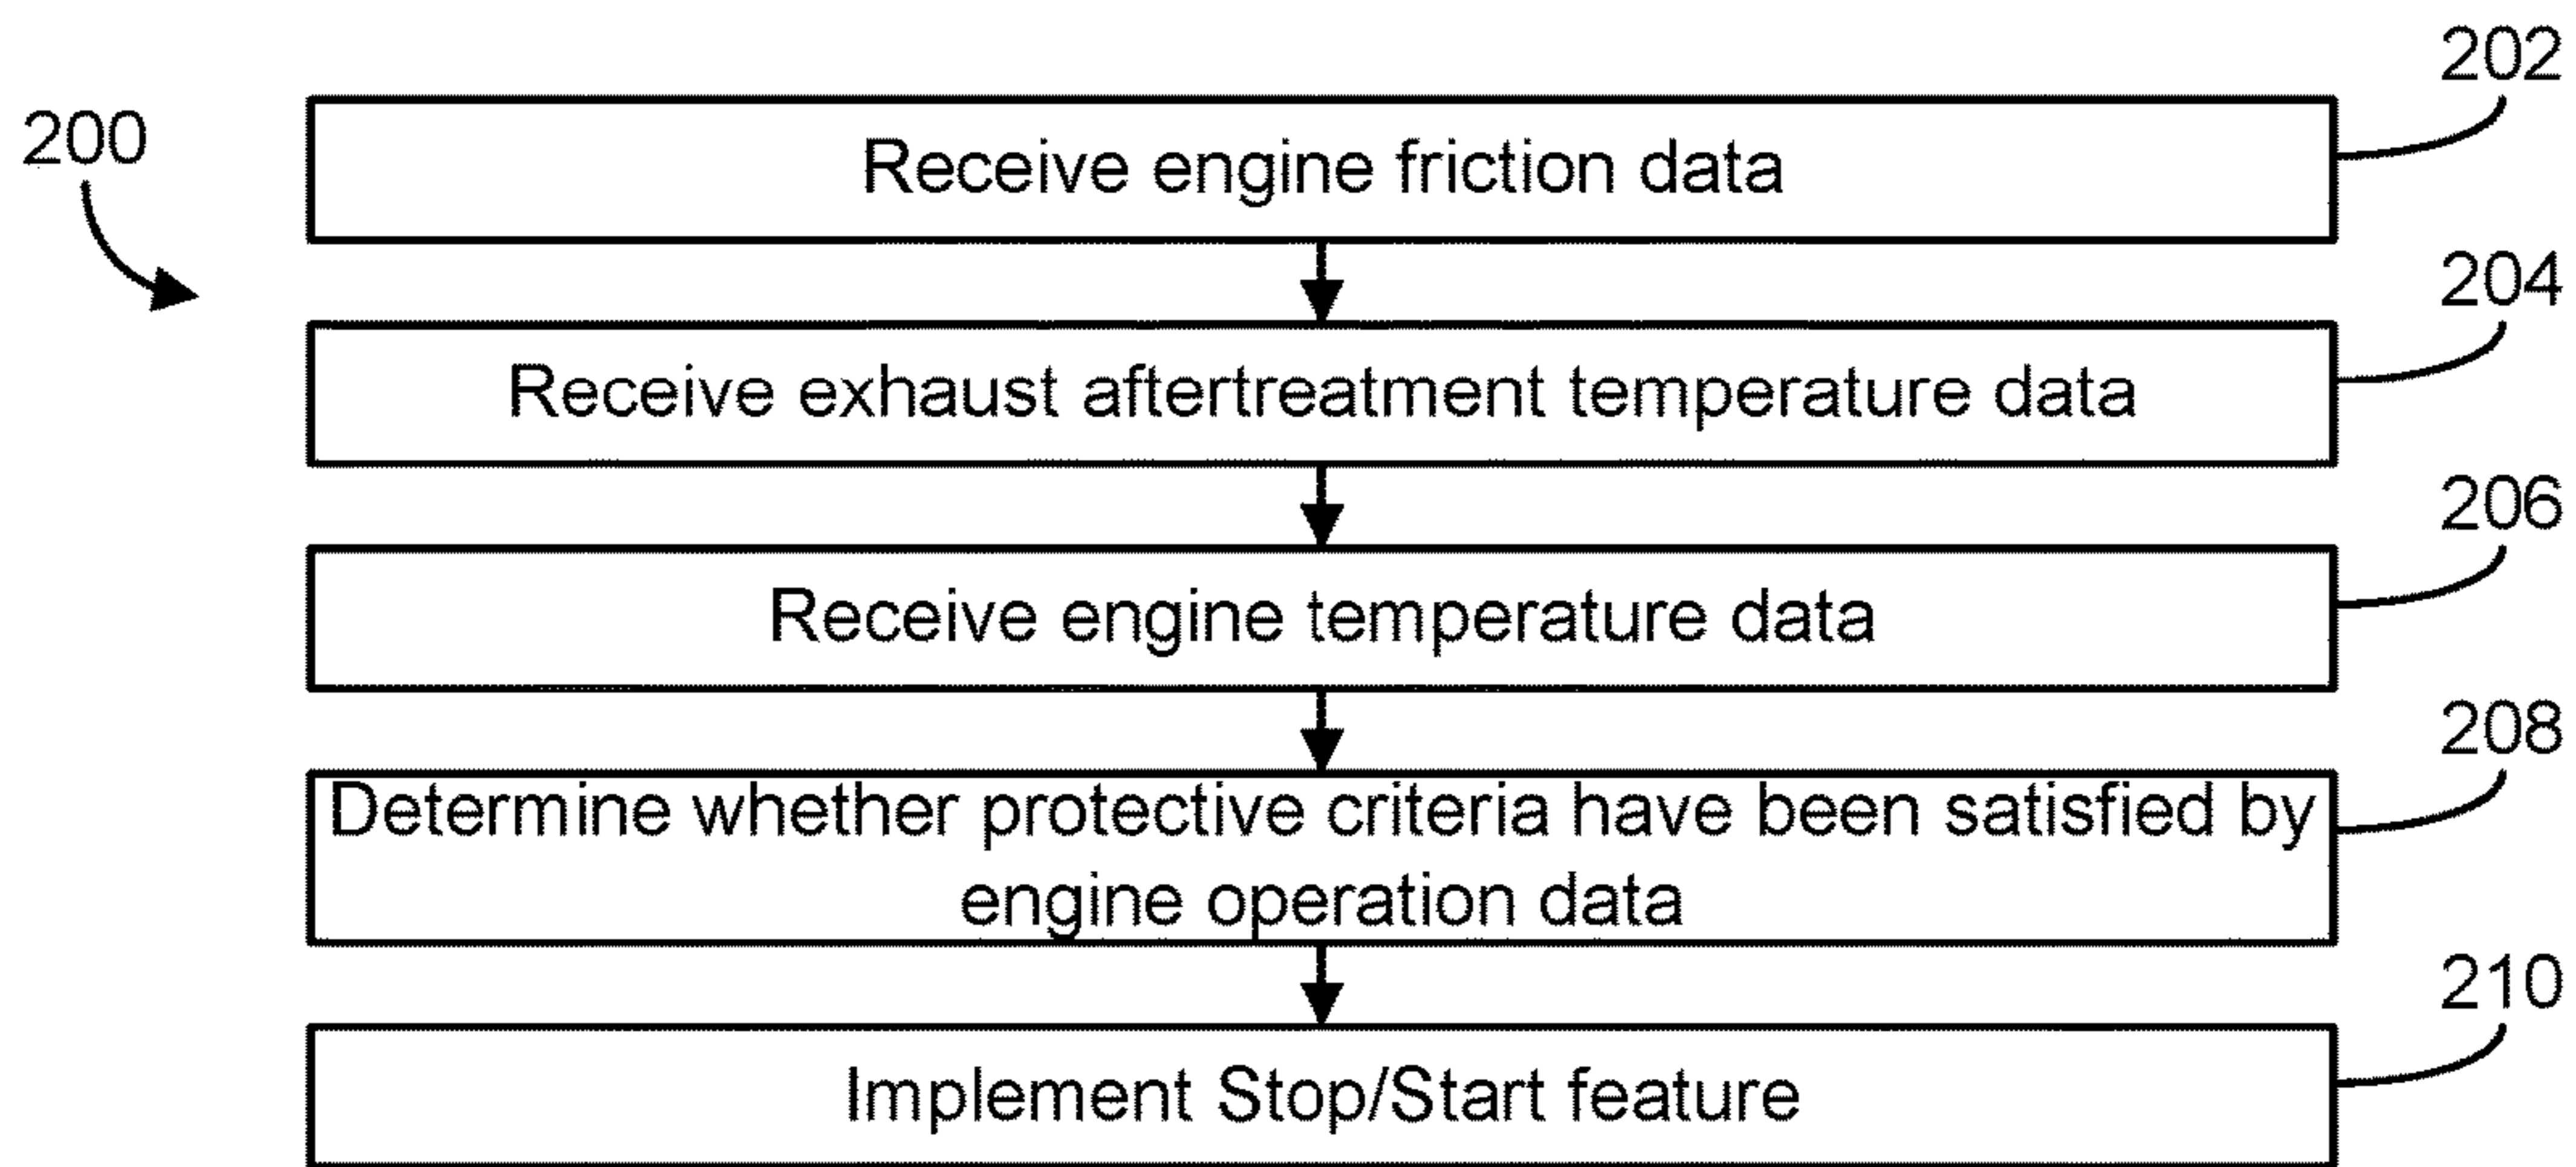 202
200
Receive engine friction data
204
Receive exhaust aftertreatment temperature data
206
Receive engine temperature data
208
Determine whether protective criteria have been satisfied by
engine operation data
210
Implement Stop/Start feature